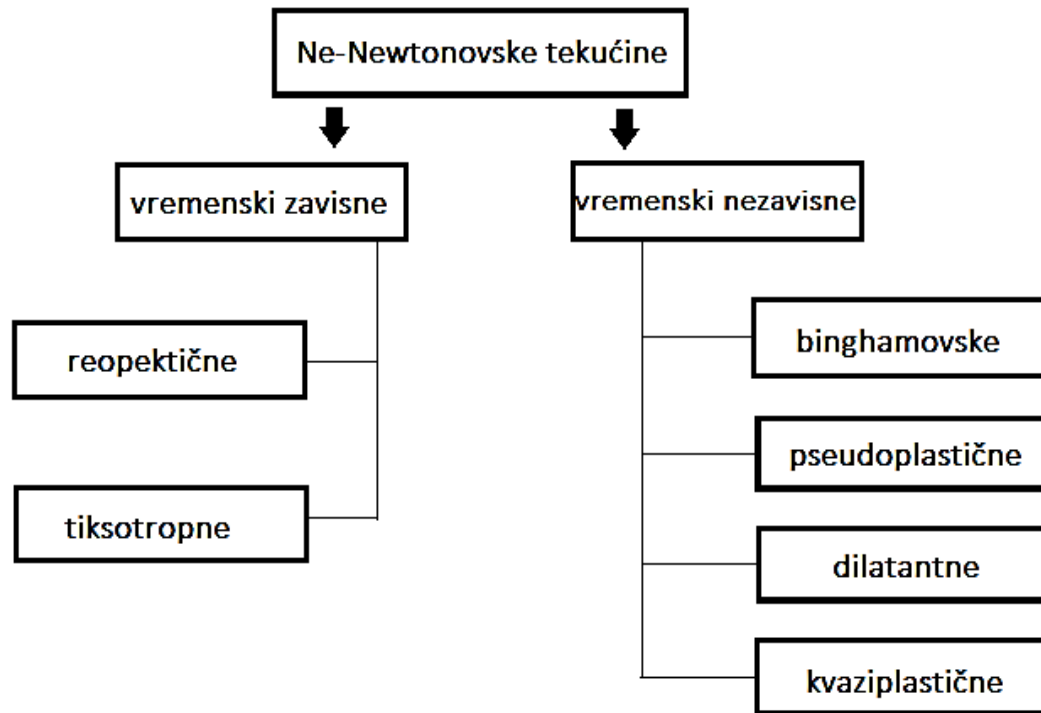 Ne-Newtonovske tekućine
vremenski zavisne
vremenski nezavisne
reopektične
tiksotropne
binghamovske
pseudoplastične
dilatantne
kvaziplastične